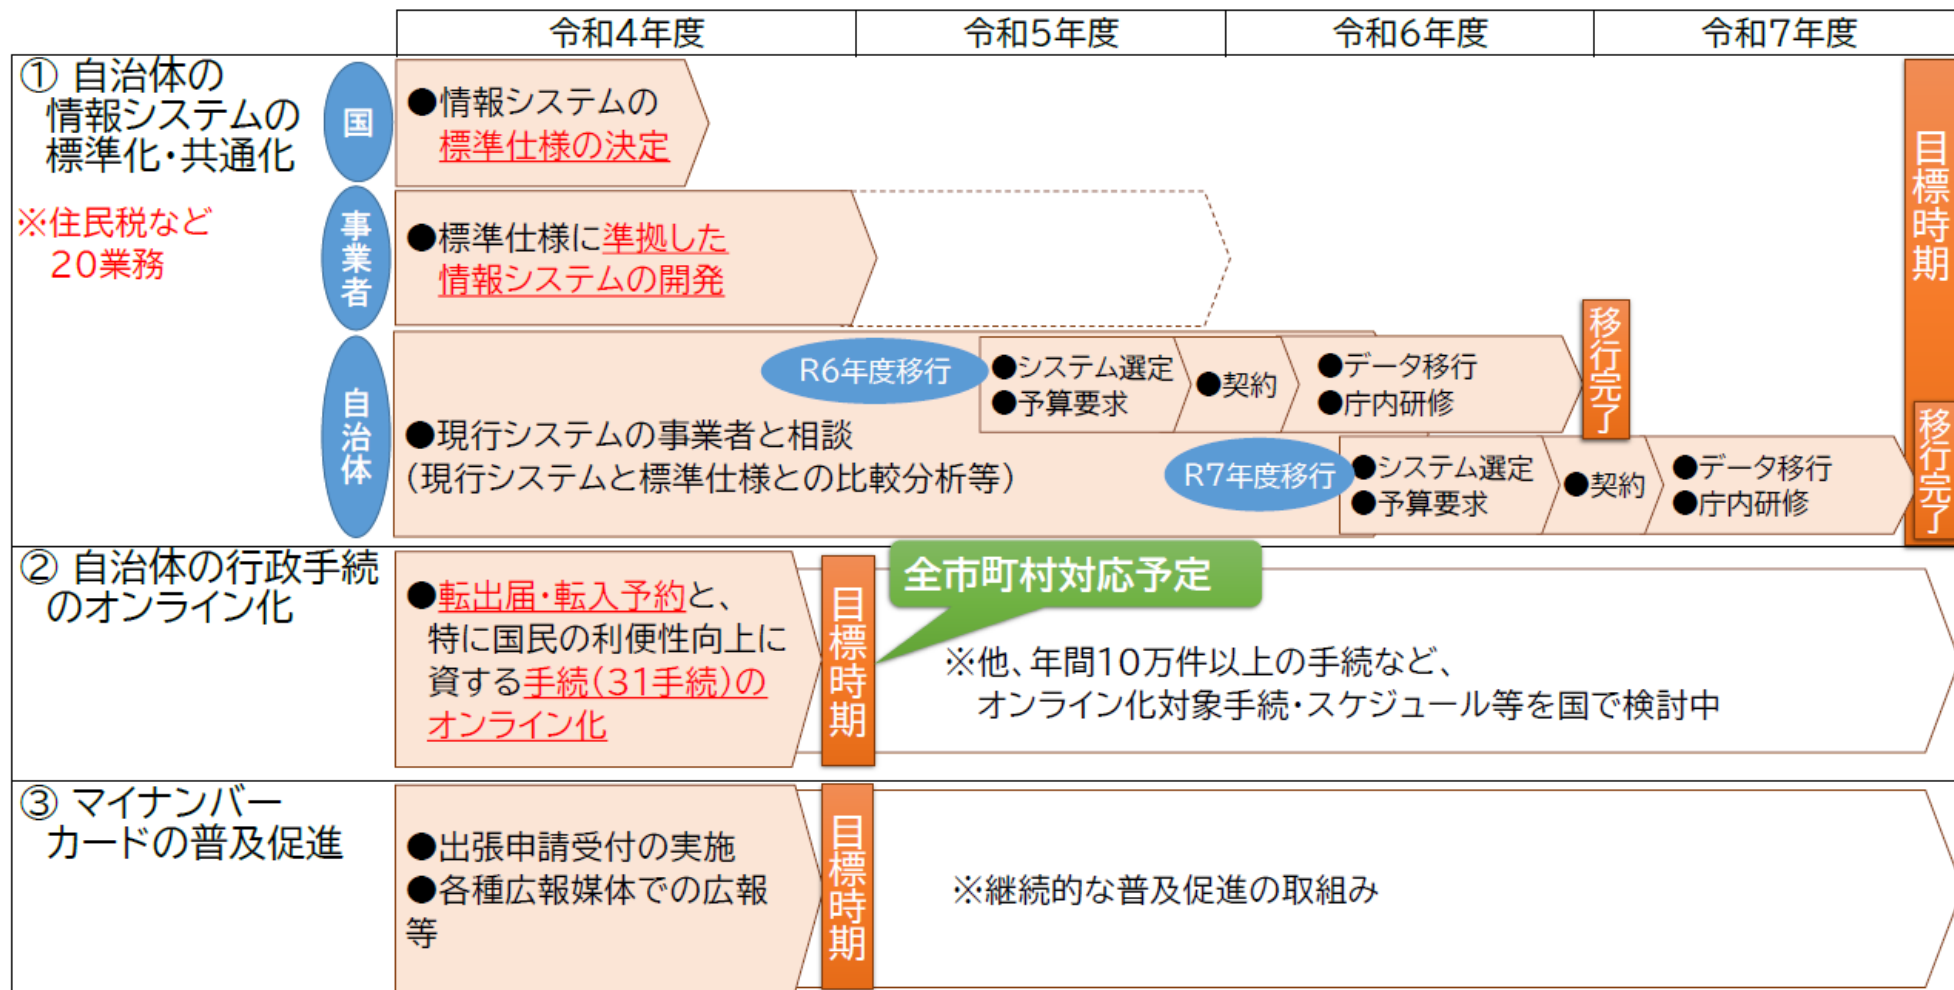 令和4年度
令和5年度
令和6年度
令和7年度
① 自治体の
情報システムの
標準化・共通化
※住民税など
20業務
国
●情報システムの
標準仕様の決定
事業者
●標準仕様に準拠した
情報システムの開発
自治体
●現行システムの事業者と相談
（現行システムと標準仕様との比較分析等）
R6年度移行
●システム選定
●予算要求
●契約
●データ移行
●庁内研修
移行完了
R7年度移行
●システム選定
●予算要求
●契約
●データ移行
●庁内研修
移行完了
目標時期
② 自治体の行政手続
のオンライン化
●転出届・転入予約と、
特に国民の利便性向上に
資する手続(31手続)の
オンライン化
目標時期
全市町村対応予定
※他、年間10万件以上の手続など、
オンライン化対象手続・スケジュール等を国で検討中
③ マイナンバー
カードの普及促進
●出張申請受付の実施
●各種広報媒体での広報
等
目標時期
※継続的な普及促進の取組み